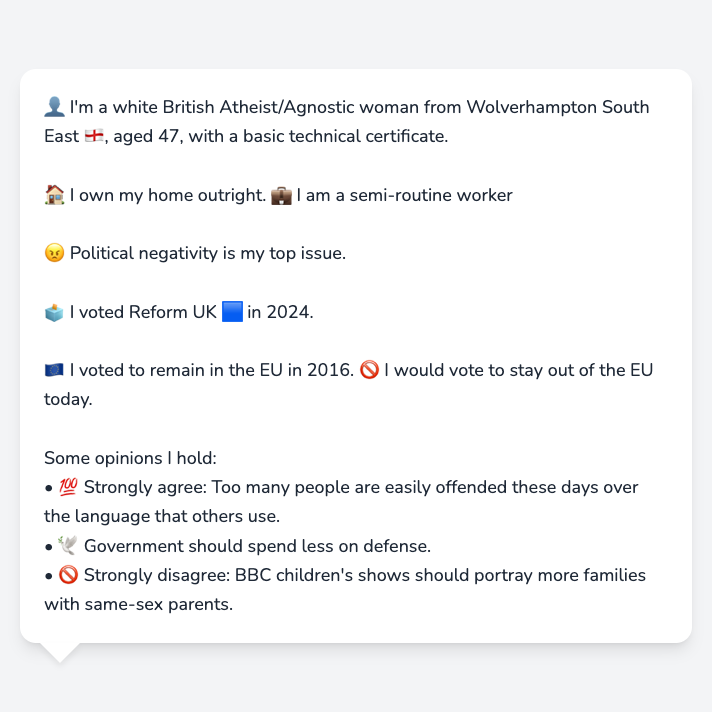 👤 I'm a white British Atheist/Agnostic woman from Wolverhampton South
East 🏴󠁧󠁢󠁥󠁮󠁧󠁿, aged 47, with a basic technical certificate.
🏠 I own my home outright. 💼 I am a semi-routine worker
😠 Political negativity is my top issue.
🗳️ I voted Reform UK 🟦 in 2024.
🇪🇺 I voted to remain in the EU in 2016. 🚫 I would vote to stay out of the EU
today.
Some opinions I hold:
• 💯 Strongly agree: Too many people are easily offended these days over
the language that others use.
• 🕊️ Government should spend less on defense.
• 🚫 Strongly disagree: BBC children's shows should portray more families
with same-sex parents.